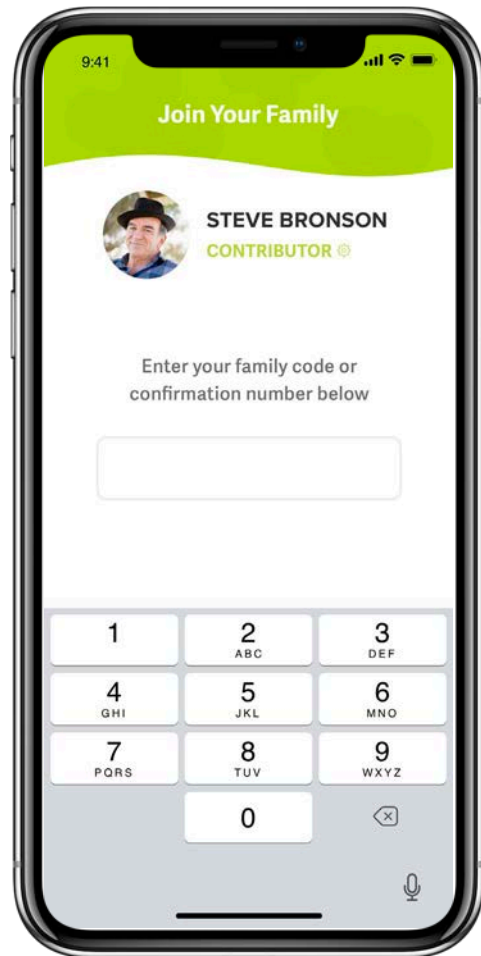 9:41
Join Your Family
STEVE BRONSON
CONTRIBUTOR
Enter your family code or
confirmation number below
1 2 3
ABC DEF
4 5 6
GHI JKL MNO
7 8 9
PQRS TUV WXYZ
0